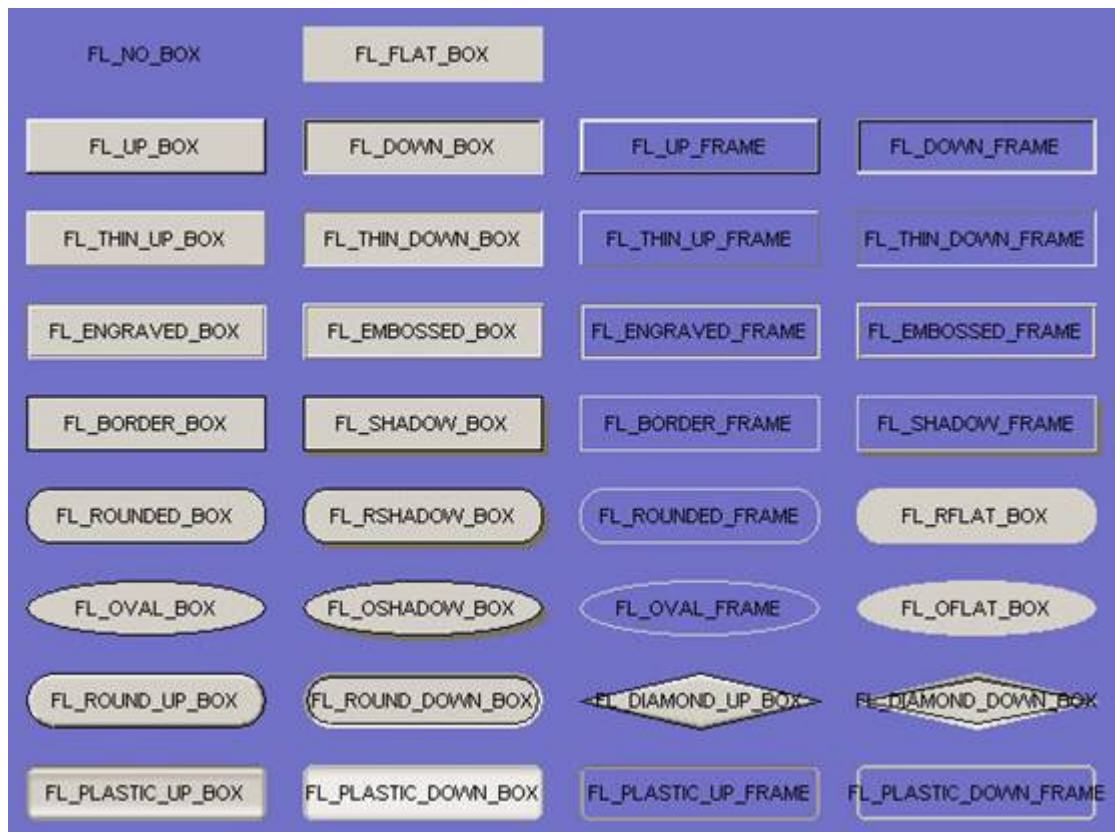 FL_NO_BOX FL_FLAT_BOX
FL_UP_BOX FL_DOWN_BOX FL_UP_FRAME FL_DOWN_FRAME
FL_THIN_UP_BOX FL_THIN_DOWN_BOX FL_THIN_UP_FRAME FL_THIN_DOWN_FRAME
FL_ENGRAVED_BOX FL_EMBOSSED_BOX FL_ENGRAVED_FRAME FL_EMBOSSED_FRAME
FL_BORDER_BOX FL_SHADOW_BOX FL_BORDER_FRAME FL_SHADOW_FRAME
FL_ROUNDED_BOX FL_RSHADOW_BOX FL_ROUNDED_FRAME FL_RFLAT_BOX
FL_OVAL_BOX FL_OSHADOW_BOX FL_OVAL_FRAME FL_OFLAT_BOX
FL_ROUND_UP_BOX FL_ROUND_DOWN_BOX FL_DIAMOND_UP_BOX FL_DIAMOND_DOWN_BOX
FL_PLASTIC_UP_BOX FL_PLASTIC_DOWN_BOX FL_PLASTIC_UP_FRAME FL_PLASTIC_DOWN_FRAME